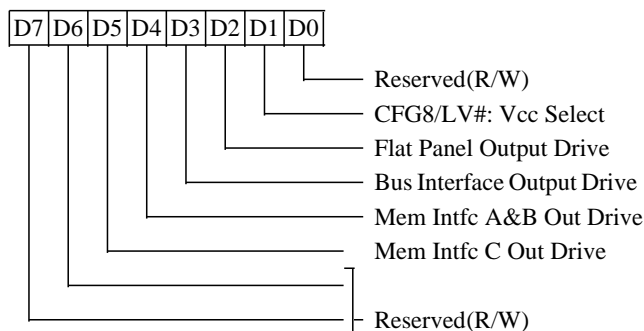 D7 D6 D5 D4 D3 D2 D1 D0
Reserved(R/W)
CFG8/LV#: Vcc Select
Flat Panel Output Drive
Bus Interface Output Drive
Mem Intfc A&B Out Drive
Mem Intfc C Out Drive
Reserved(R/W)